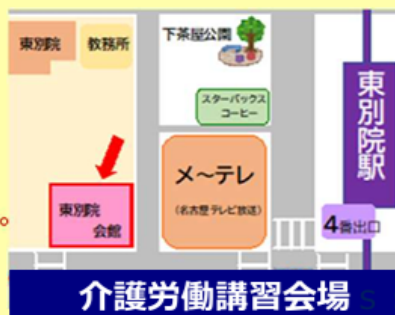 東別院
教務所
下茶屋公園
スターバックス
コーヒー
東別院駅
メ〜テレ
(名古屋テレビ放送)
東別院
会館
4番出口
介護労働講習会場